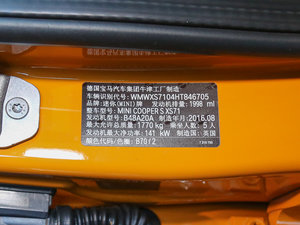 德国宝马汽车集团牛津工厂制造
车辆识别代号: WMWXS7104HT846705
品牌: 迷你(MINI)牌 发动机排量: 1998 ml
整车型号: MINI COOPER S XS71
发动机型号: B48A20A 制造年月: 2016.08
最大允许总质量: 1770 kg 乘坐人数: 5 人
发动机最大净功率: 141 kW 制造国: 英国
颜色代码/色圈: B70 / 2